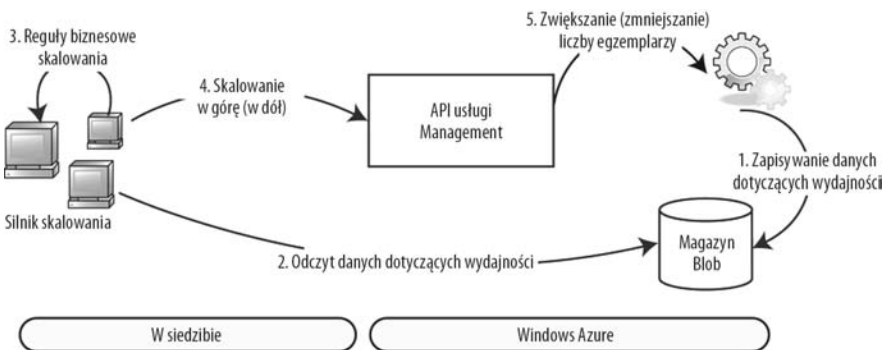 3. Reguły biznesowe
skalowania
4. Skalowanie
w górę (w dół)
5. Zwiększanie (zmniejszanie)
liczby egzemplarzy
API usługi
Management
1. Zapisywanie danych
dotyczących wydajności
Silnik skalowania
2. Odczyt danych dotyczących wydajności
Magazyn
Blob
W siedzibie
Windows Azure